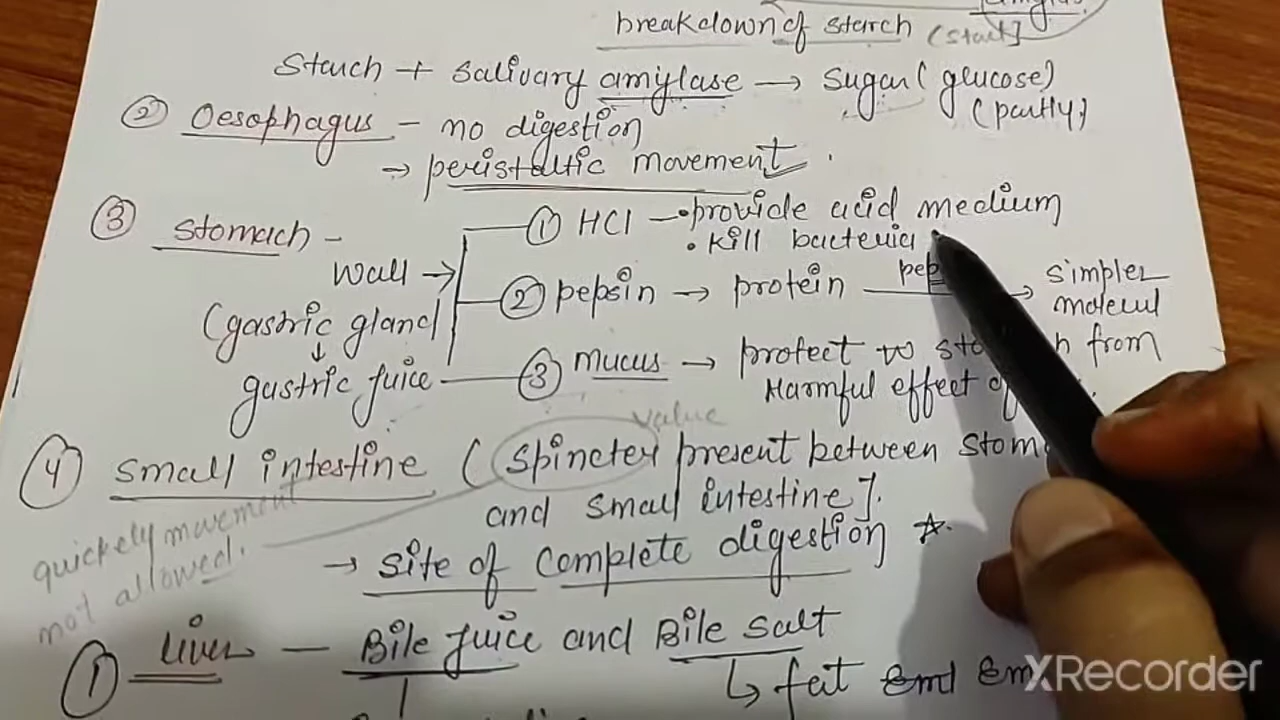 breakdown of starch (start]
Starch + salivary amylase → sugar (glucose)
(partly)
② Oesophagus - no digestion
→ peristaltic movement
③ stomach -
① HCl - • provide acid medium
• kill bacteria
wall →
② pepsin → protein → simpler
(gastric gland
③ mucus → protect from
↓
gastric juice
Harmful effect
value
④ small intestine ( spincter present between
and small intestine].
quickely movement
not allowed.
→ site of complete digestion ☆
① liver — Bile juice and Bile salt
↳ fat
XRecorder